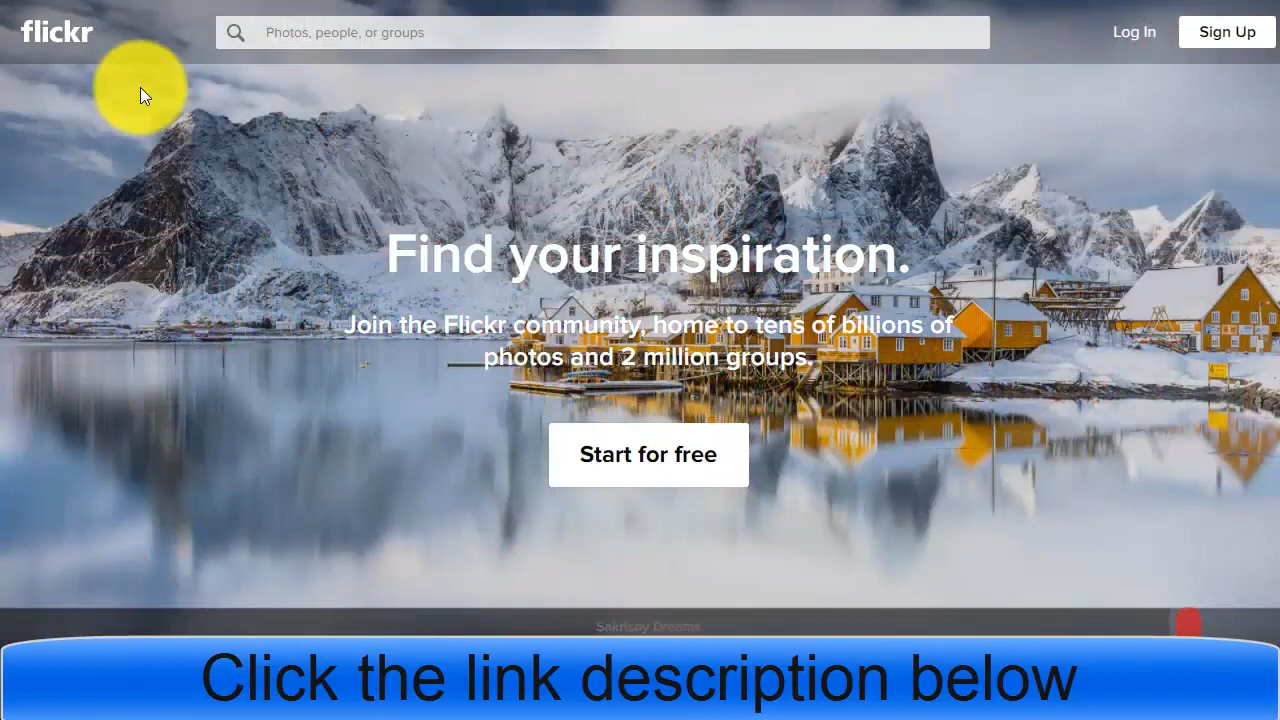 flickr
Photos, people, or groups
Log In
Sign Up
Find your inspiration.
Join the Flickr community, home to tens of billions of
photos and 2 million groups.
Start for free
Sakrisøy Dreams
Click the link description below